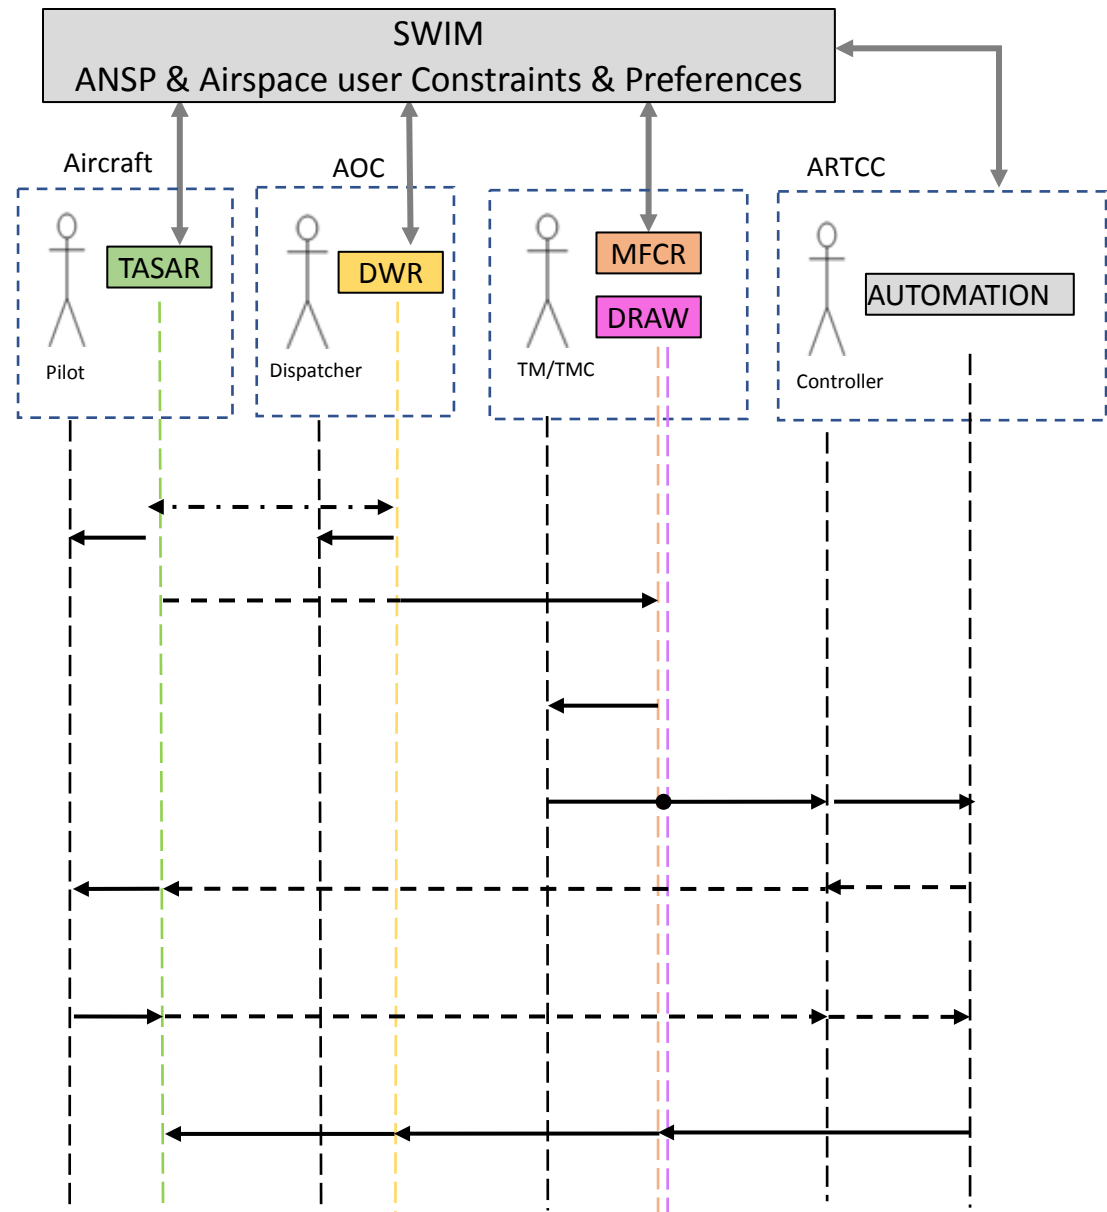 SWIM
ANSP & Airspace user Constraints & Preferences
Aircraft
AOC
ARTCC
TASAR
DWR
MFCR
DRAW
AUTOMATION
Pilot
Dispatcher
TM/TMC
Controller